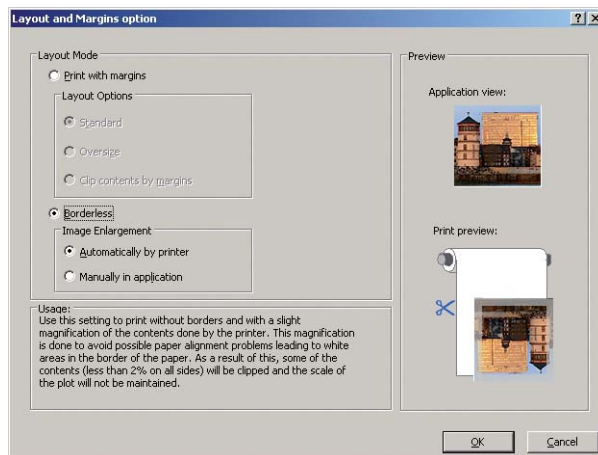 Layout and Margins option
Layout Mode
Print with margins
Layout Options
Standard
Oversize
Clip contents by margins
Borderless
Image Enlargement
Automatically by printer
Manually in application
Usage:
Use this setting to print without borders and with a slight
magnification of the contents done by the printer. This magnification
is done to avoid possible paper alignment problems leading to white
areas in the border of the paper. As a result of this, some of the
contents (less than 2% on all sides) will be clipped and the scale of
the plot will not be maintained.
Preview
Application view:
Print preview:
OK
Cancel